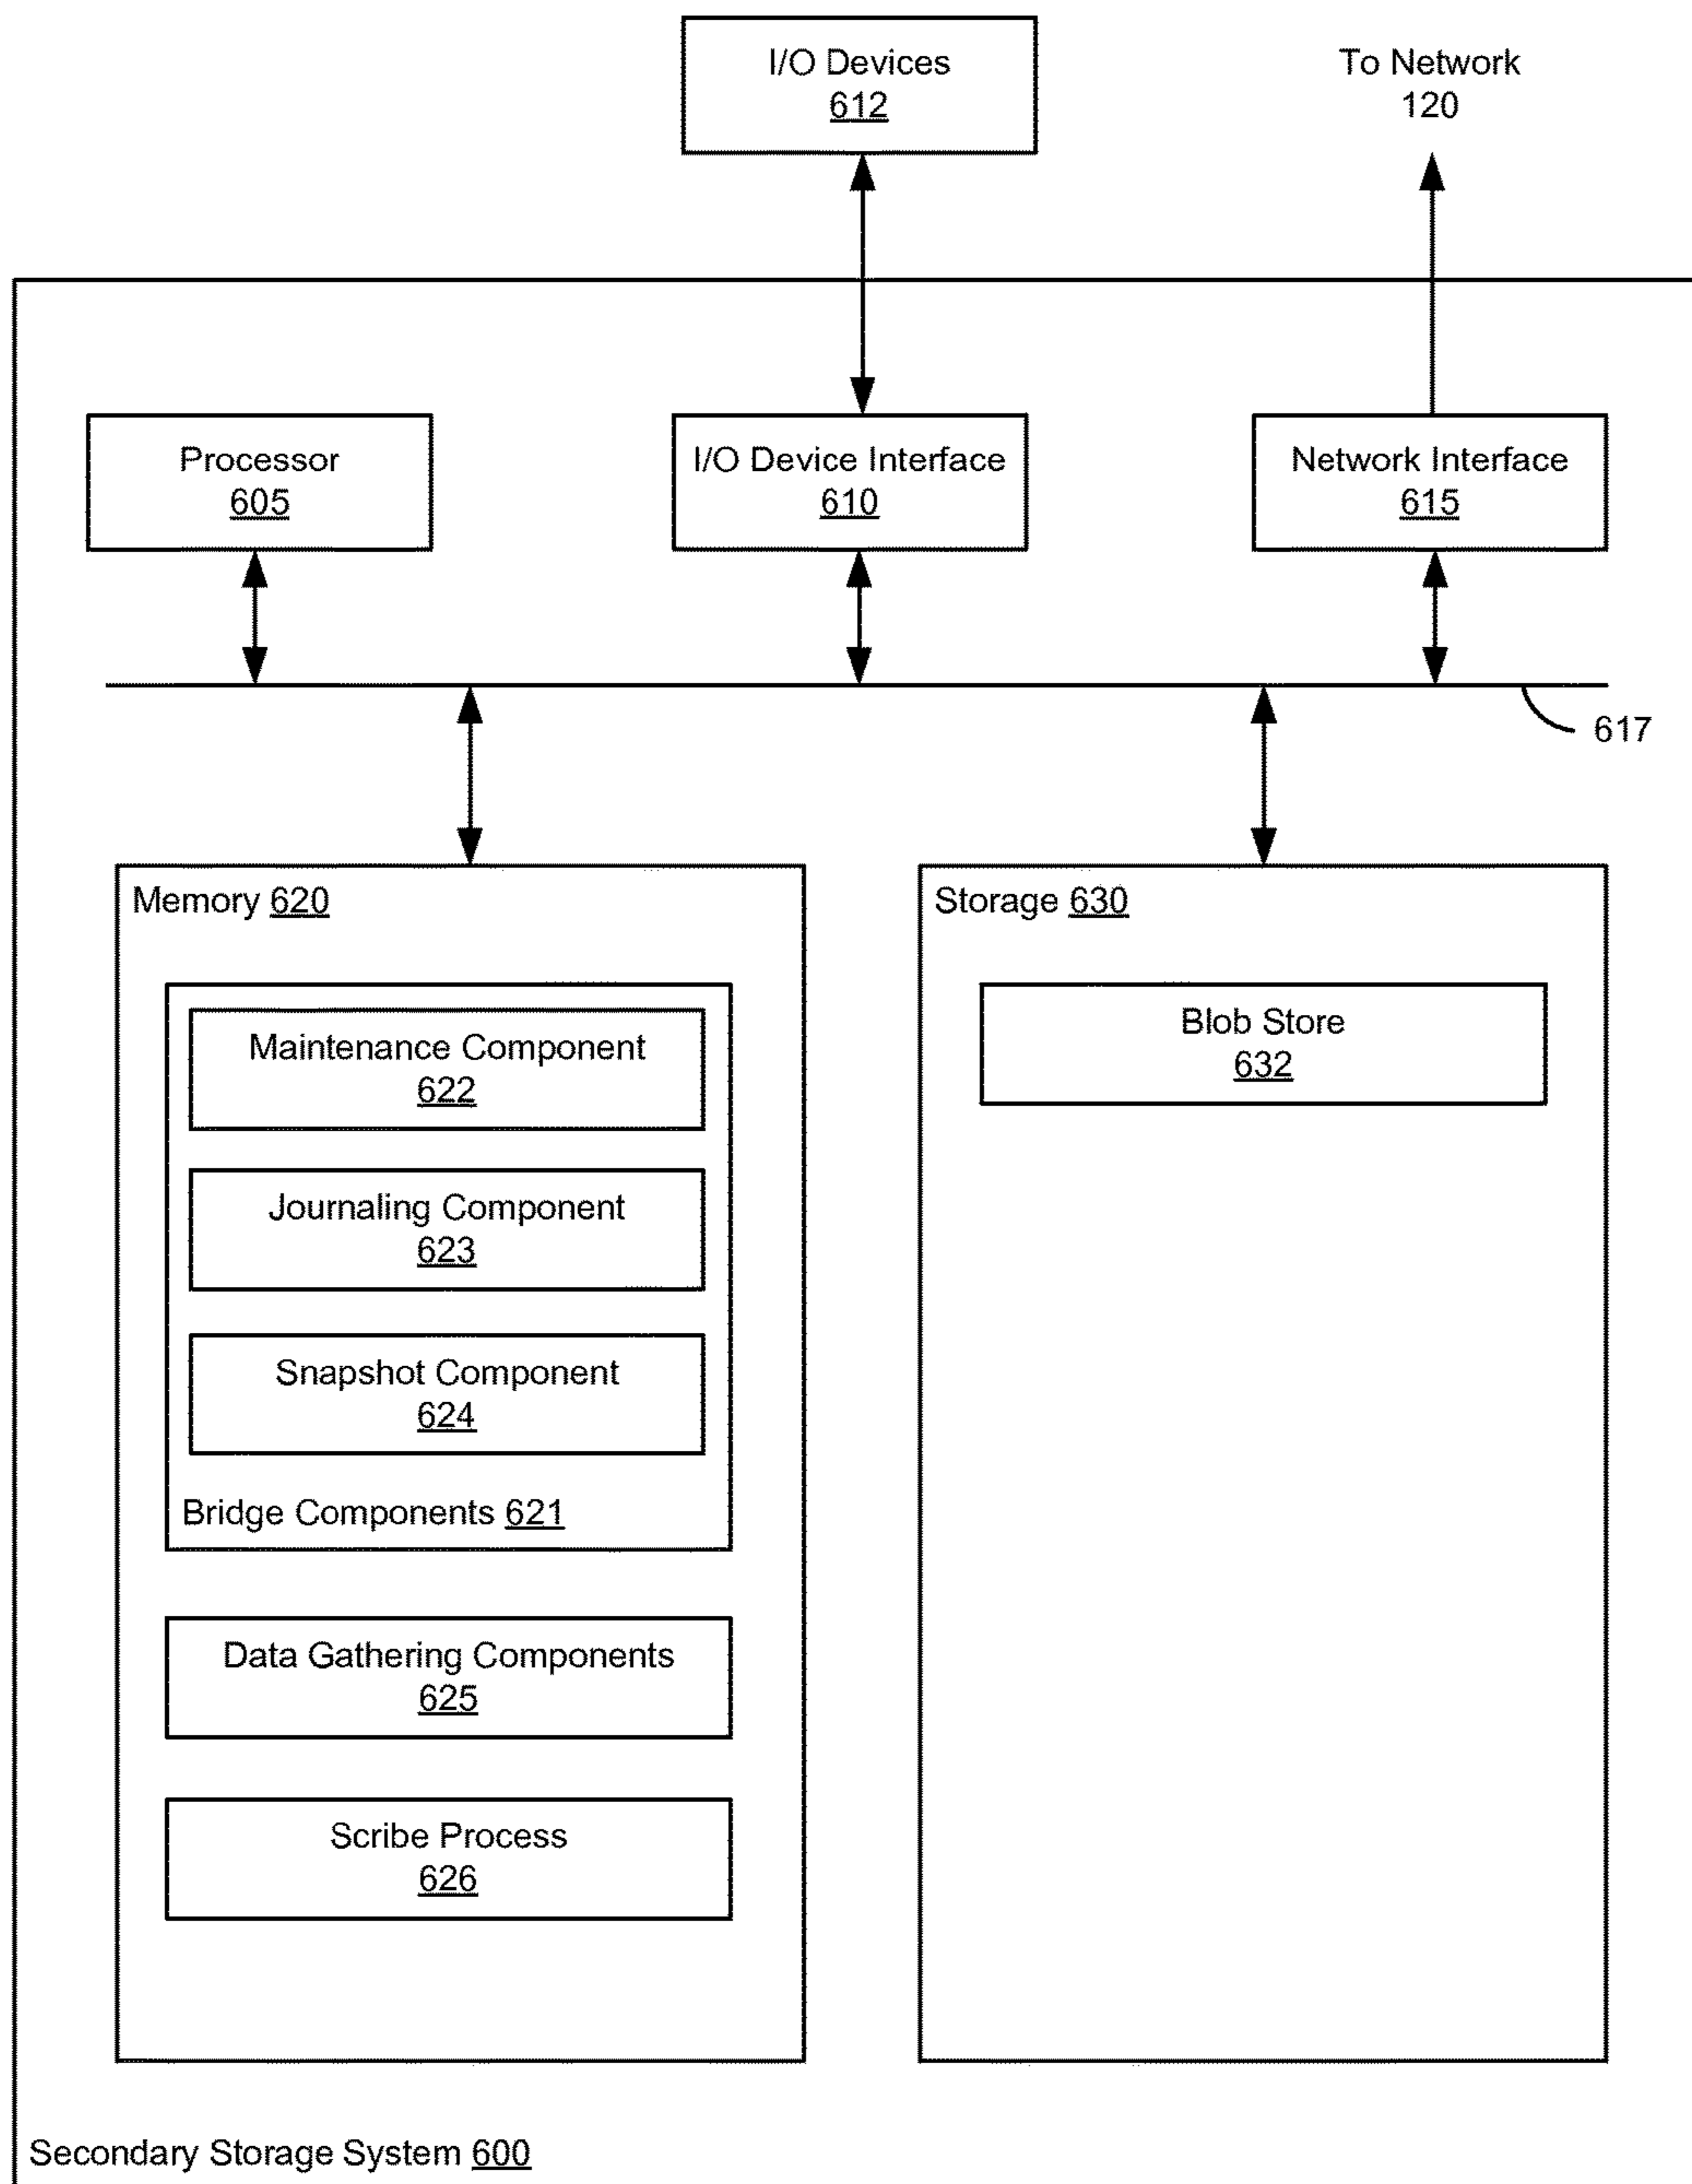 I/O Devices
612
To Network
120
Processor
605
I/O Device Interface
610
Network Interface
615
617
Memory 620
Maintenance Component
622
Journaling Component
623
Snapshot Component
624
Bridge Components 621
Data Gathering Components
625
Scribe Process
626
Storage 630
Blob Store
632
Secondary Storage System 600